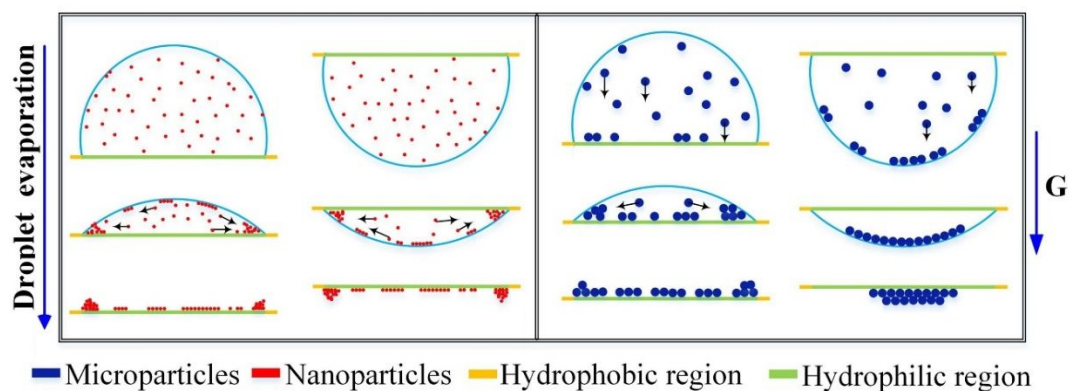 Droplet evaporation
G
Microparticles Nanoparticles Hydrophobic region Hydrophilic region